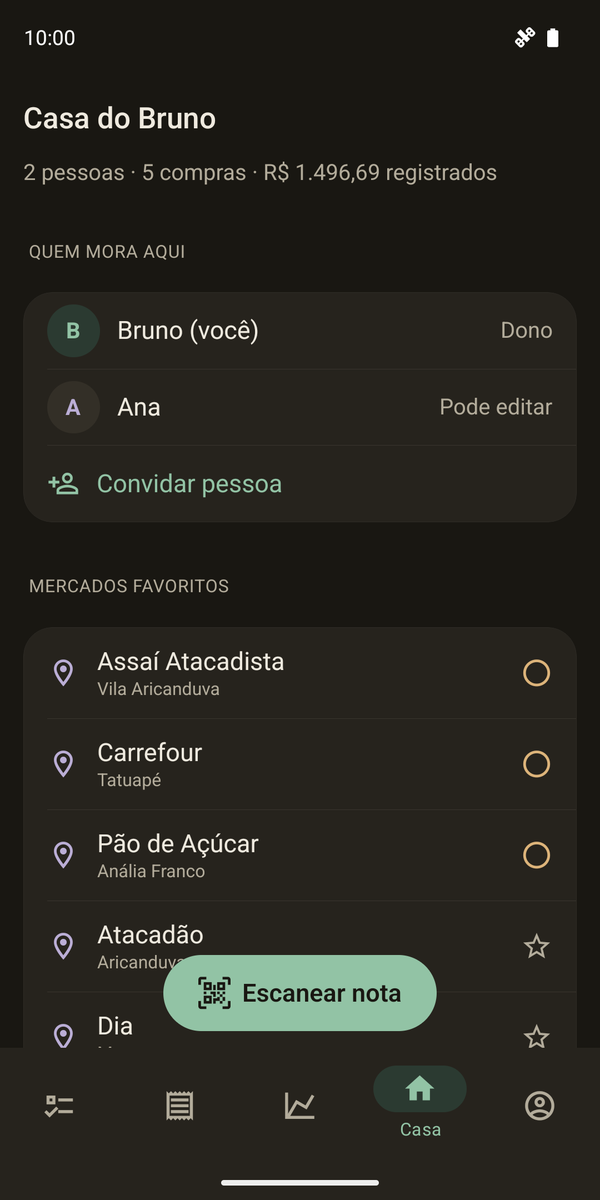 10:00
Casa do Bruno
2 pessoas · 5 compras · R$ 1.496,69 registrados
QUEM MORA AQUI
B Bruno (você) Dono
A Ana Pode editar
Convidar pessoa
MERCADOS FAVORITOS
Assaí Atacadista
Vila Aricanduva
Carrefour
Tatuapé
Pão de Açúcar
Anália Franco
Atacadão
Aricanduva
Escanear nota
Dia
Casa